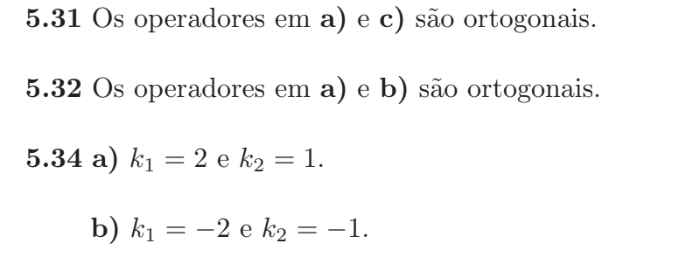 5.31 Os operadores em a) e c) são ortogonais.
5.32 Os operadores em a) e b) são ortogonais.
5.34 a) k₁ = 2 e k₂ = 1.
b) k₁ = −2 e k₂ = −1.